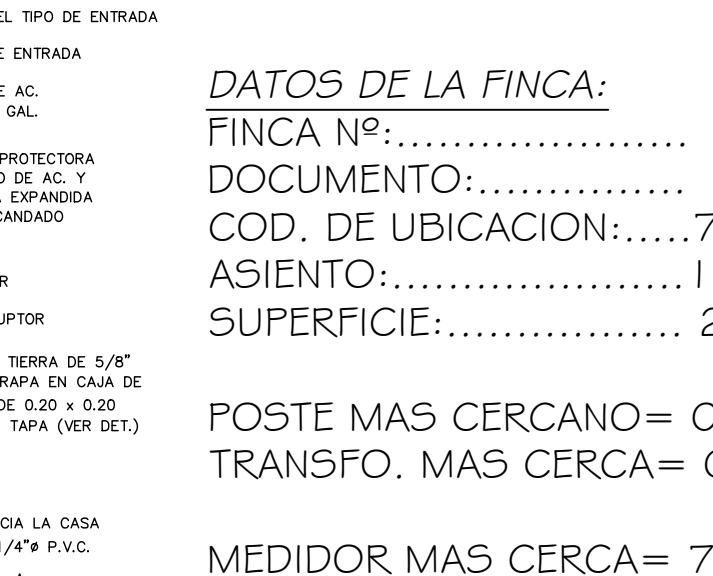 EL TIPO DE ENTRADA
E ENTRADA
E AC.
GAL.
PROTECTORA
O DE AC. Y
A EXPANDIDA
CANDADO
R
UPTOR
TIERRA DE 5/8"
RAPA EN CAJA DE
DE 0.20 x 0.20
TAPA (VER DET.)
CIA LA CASA
1/4"ø P.V.C.
DATOS DE LA FINCA:
FINCA Nº:.....................
DOCUMENTO:...............
COD. DE UBICACION:.....7
ASIENTO:.....................1
SUPERFICIE:................. 2
POSTE MAS CERCANO= 0
TRANSFO. MAS CERCA= 0
MEDIDOR MAS CERCA= 7